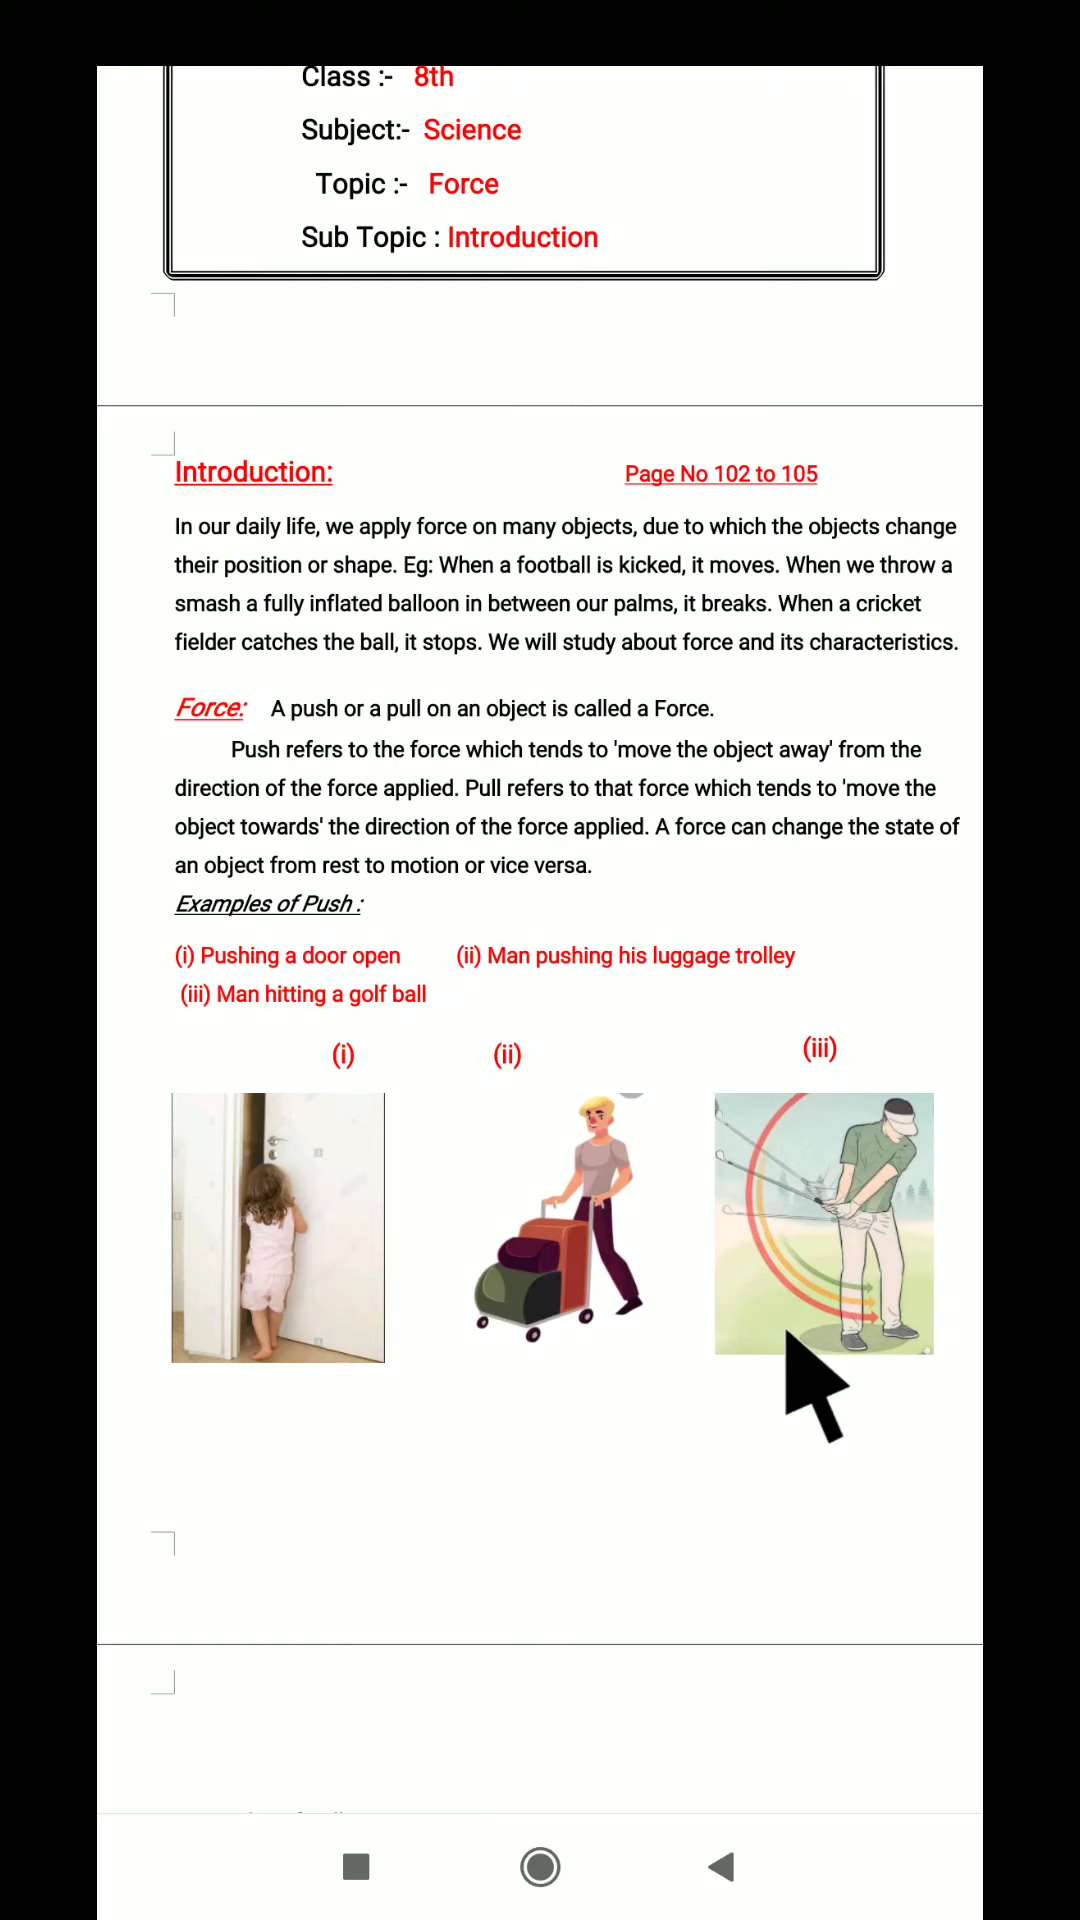 Class :- 8th
Subject:- Science
Topic :- Force
Sub Topic : Introduction
Introduction: Page No 102 to 105
In our daily life, we apply force on many objects, due to which the objects change
their position or shape. Eg: When a football is kicked, it moves. When we throw a
smash a fully inflated balloon in between our palms, it breaks. When a cricket
fielder catches the ball, it stops. We will study about force and its characteristics.
Force: A push or a pull on an object is called a Force.
Push refers to the force which tends to 'move the object away' from the
direction of the force applied. Pull refers to that force which tends to 'move the
object towards' the direction of the force applied. A force can change the state of
an object from rest to motion or vice versa.
Examples of Push :
(i) Pushing a door open (ii) Man pushing his luggage trolley
(iii) Man hitting a golf ball
(i) (ii) (iii)